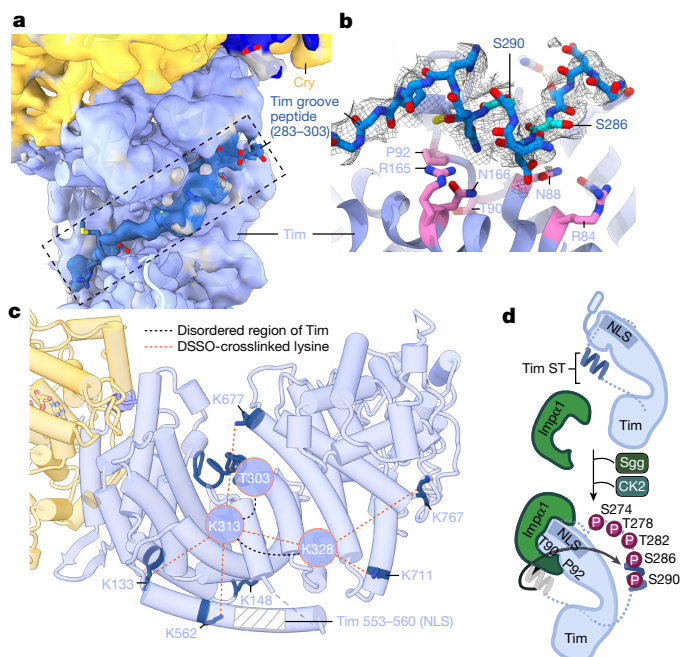 a
Cry
Tim groove
peptide
(283–303)
Tim
b
S290
S286
P92
R165
N166
T90
N88
R84
c
Disordered region of Tim
DSSO-crosslinked lysine
K677
T303
K313
K328
K767
K711
K133
K148
K562
Tim 553–560 (NLS)
d
NLS
Tim ST
Tim
Impα1
Sgg
CK2
S274
P
T278
P
T282
P
S286
P
S290
P
Impα1
NLS
T90
P92
Tim